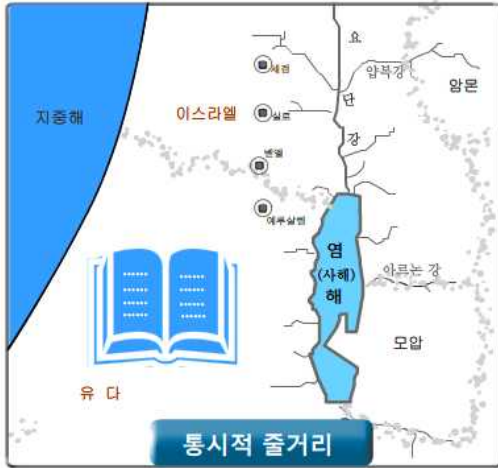 요
단
강
세겜
얍복강
암몬
지중해
이스라엘
실로
벧엘
예루살렘
염
(사해)
해
아르논 강
모압
유 다
통시적 줄거리